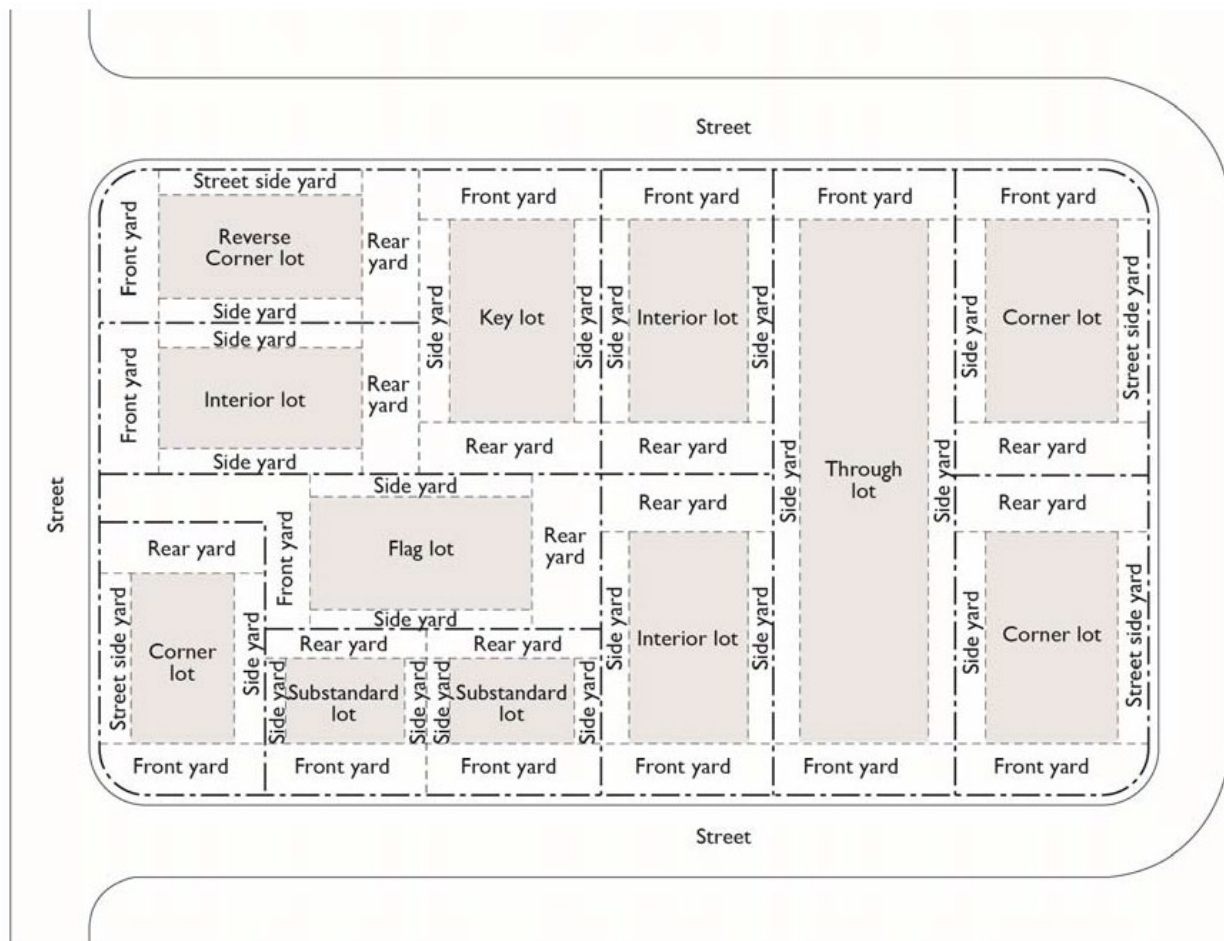 Street
Street side yard
Front yard
Front yard
Front yard
Front yard
Front yard
Reverse
Corner lot
Rear
yard
Side yard
Side yard
Key lot
Side yard
Side yard
Interior lot
Side yard
Side yard
Corner lot
Street side yard
Side yard
Front yard
Side yard
Interior lot
Rear
yard
Side yard
Rear yard
Rear yard
Rear yard
Street
Side yard
Through
lot
Side yard
Side yard
Rear yard
Rear yard
Rear yard
Front yard
Flag lot
Rear
yard
Side yard
Street side yard
Corner
lot
Side yard
Rear yard
Rear yard
Side yard
Interior lot
Side yard
Side yard
Corner lot
Street side yard
Side yard
Substandard
lot
Side yard
Side yard
Substandard
lot
Side yard
Front yard
Front yard
Front yard
Front yard
Front yard
Front yard
Street